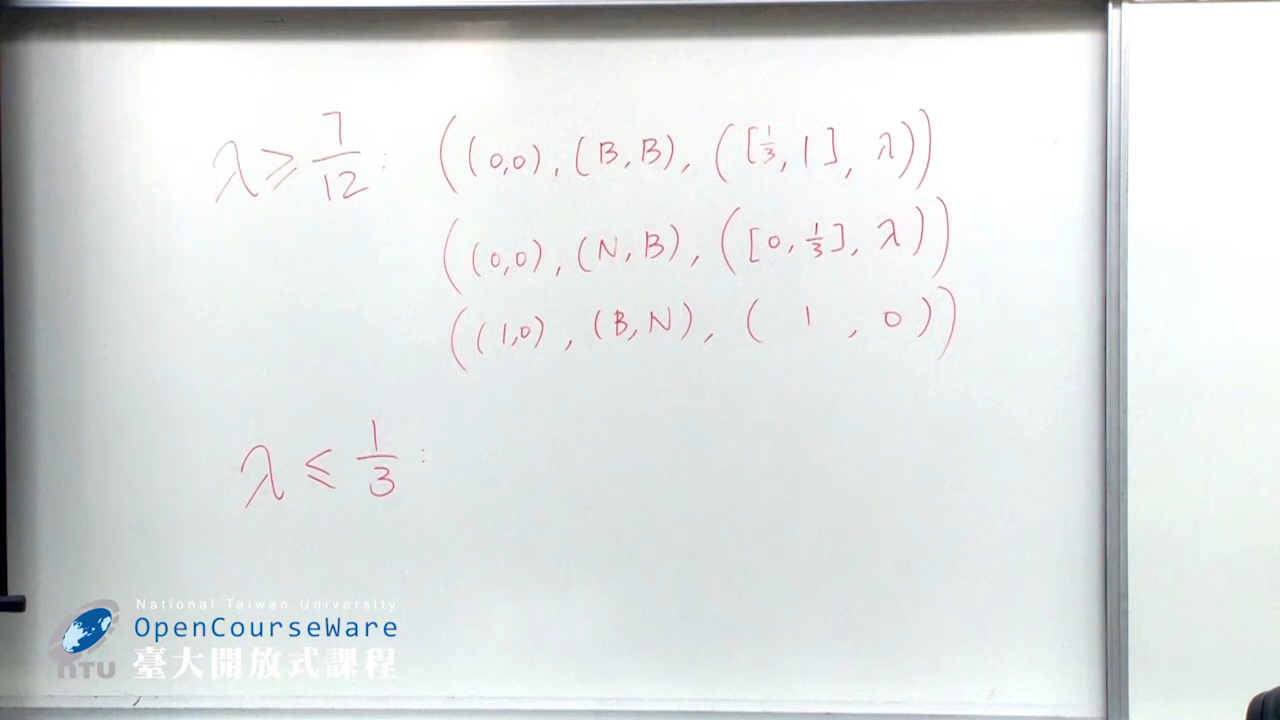 λ ≥ 7/12 : ((0,0), (B,B), ([1/3, 1], λ))
((0,0), (N,B), ([0, 1/3], λ))
((1,0), (B,N), ( 1 , 0))
λ ≤ 1/3 :
National Taiwan University
OpenCourseWare
NTU 臺大開放式課程